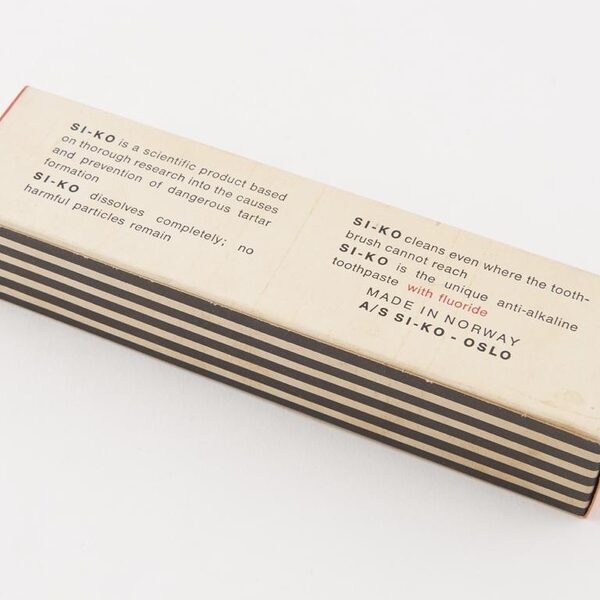 SI-KO is a scientific product based
on thorough research into the causes
and prevention of dangerous tartar
formation
SI-KO dissolves completely; no
harmful particles remain
SI-KO cleans even where the tooth-
brush cannot reach
SI-KO is the unique anti-alkaline
toothpaste with fluoride
MADE IN NORWAY
A/S SI-KO - OSLO